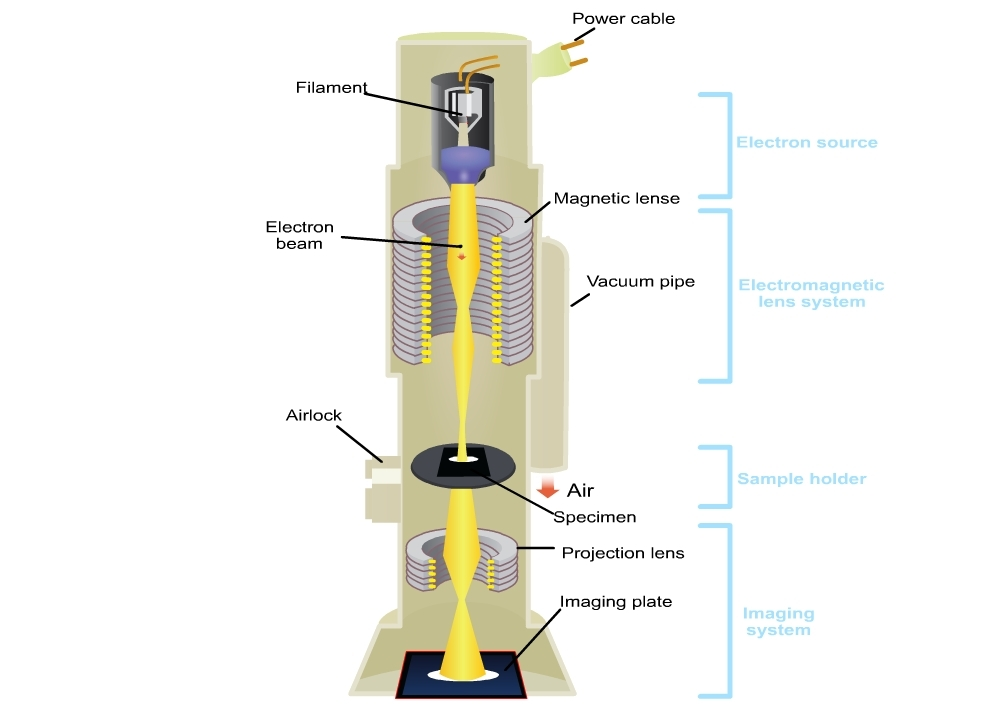 Power cable
Filament
Electron source
Magnetic lense
Electron
beam
Vacuum pipe
Electromagnetic
lens system
Airlock
Sample holder
Air
Specimen
Projection lens
Imaging plate
Imaging
system